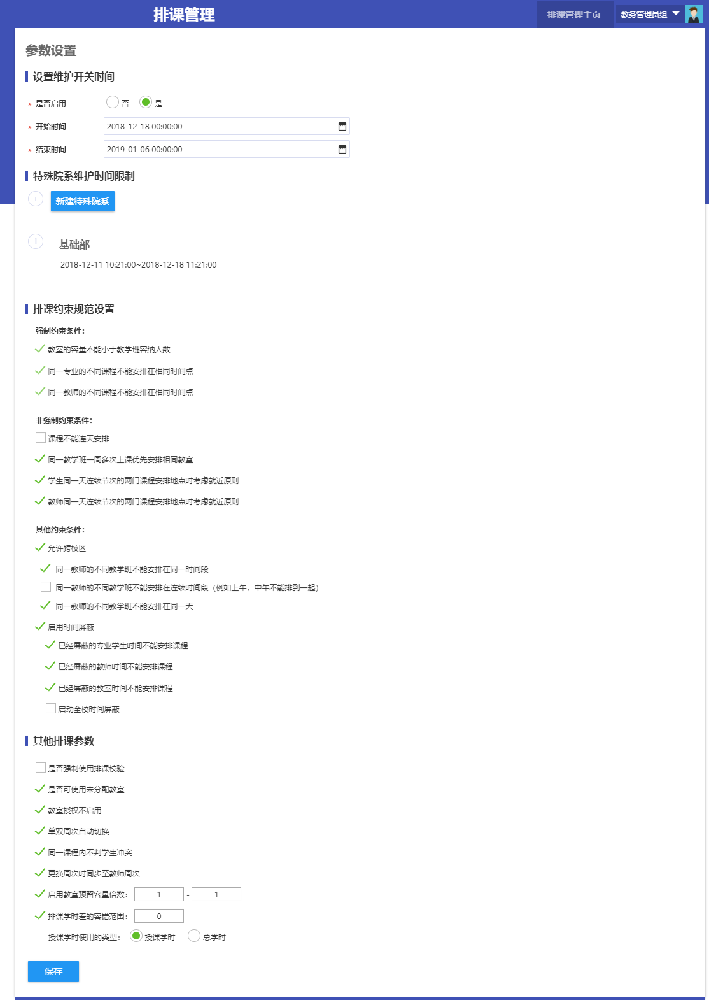 排课管理
排课管理主页
教务管理员组
参数设置
设置维护开关时间
* 是否启用 否 是
* 开始时间 2018-12-18 00:00:00
* 结束时间 2019-01-06 00:00:00
特殊院系维护时间限制
+ 新建特殊院系
1 基础部
2018-12-11 10:21:00~2018-12-18 11:21:00
排课约束规范设置
强制约束条件：
教室的容量不能小于教学班容纳人数
同一专业的不同课程不能安排在相同时间点
同一教师的不同课程不能安排在相同时间点
非强制约束条件：
课程不能连天安排
同一教学班一周多次上课优先安排相同教室
学生同一天连续节次的两门课程安排地点时考虑就近原则
教师同一天连续节次的两门课程安排地点时考虑就近原则
其他约束条件：
允许跨校区
同一教师的不同教学班不能安排在同一时间段
同一教师的不同教学班不能安排在连续时间段（例如上午，中午不能排到一起）
同一教师的不同教学班不能安排在同一天
启用时间屏蔽
已经屏蔽的专业学生时间不能安排课程
已经屏蔽的教师时间不能安排课程
已经屏蔽的教室时间不能安排课程
启动全校时间屏蔽
其他排课参数
是否强制使用排课校验
是否可使用未分配教室
教室授权不启用
单双周次自动切换
同一课程内不判学生冲突
更换周次时同步至教师周次
启用教室预留容量倍数： 1 - 1
排课学时差的容错范围： 0
授课学时使用的类型： 授课学时 总学时
保存